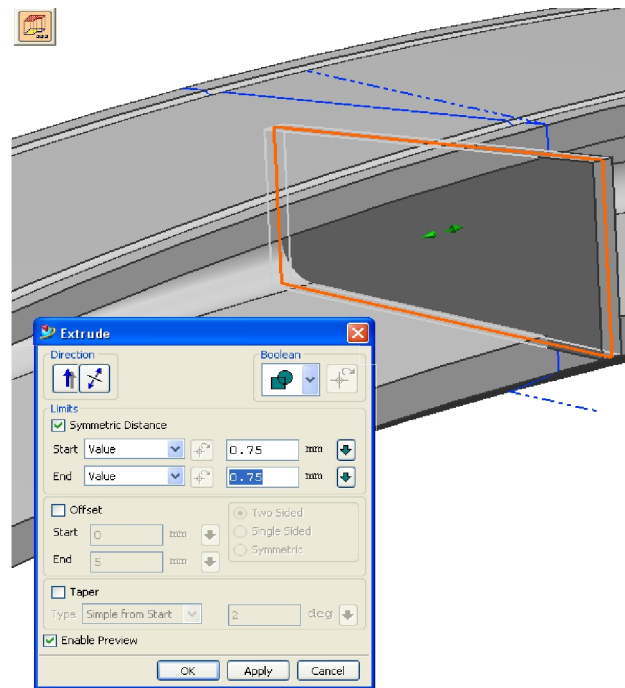 Extrude
Direction
Boolean
Limits
Symmetric Distance
Start Value 0.75 mm
End Value 0.75 mm
Offset
Two Sided
Start 0 mm
Single Sided
End 5 mm
Symmetric
Taper
Type Simple from Start 2 deg
Enable Preview
OK Apply Cancel